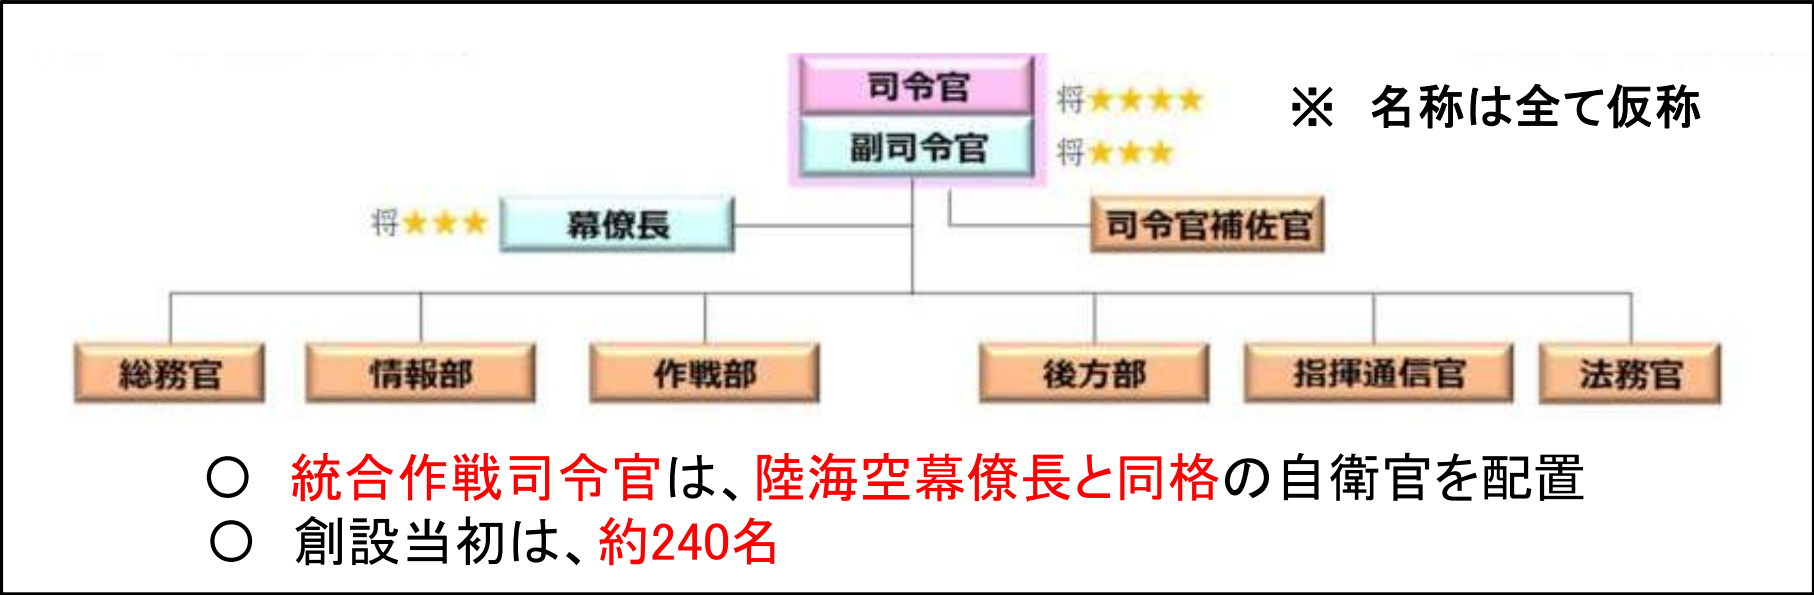 司令官
将★★★★
※　名称は全て仮称
副司令官
将★★★
将★★★
幕僚長
司令官補佐官
総務官
情報部
作戦部
後方部
指揮通信官
法務官
○　統合作戦司令官は、陸海空幕僚長と同格の自衛官を配置
○　創設当初は、約240名